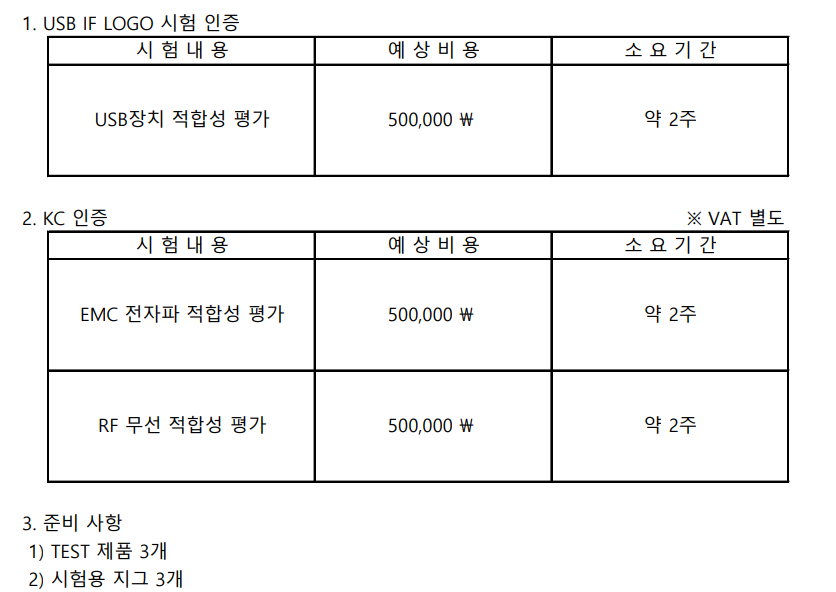 1. USB IF LOGO 시험 인증
시 험 내 용 예 상 비 용 소 요 기 간
USB장치 적합성 평가 500,000 ₩ 약 2주
2. KC 인증 ※ VAT 별도
시 험 내 용 예 상 비 용 소 요 기 간
EMC 전자파 적합성 평가 500,000 ₩ 약 2주
RF 무선 적합성 평가 500,000 ₩ 약 2주
3. 준비 사항
1) TEST 제품 3개
2) 시험용 지그 3개